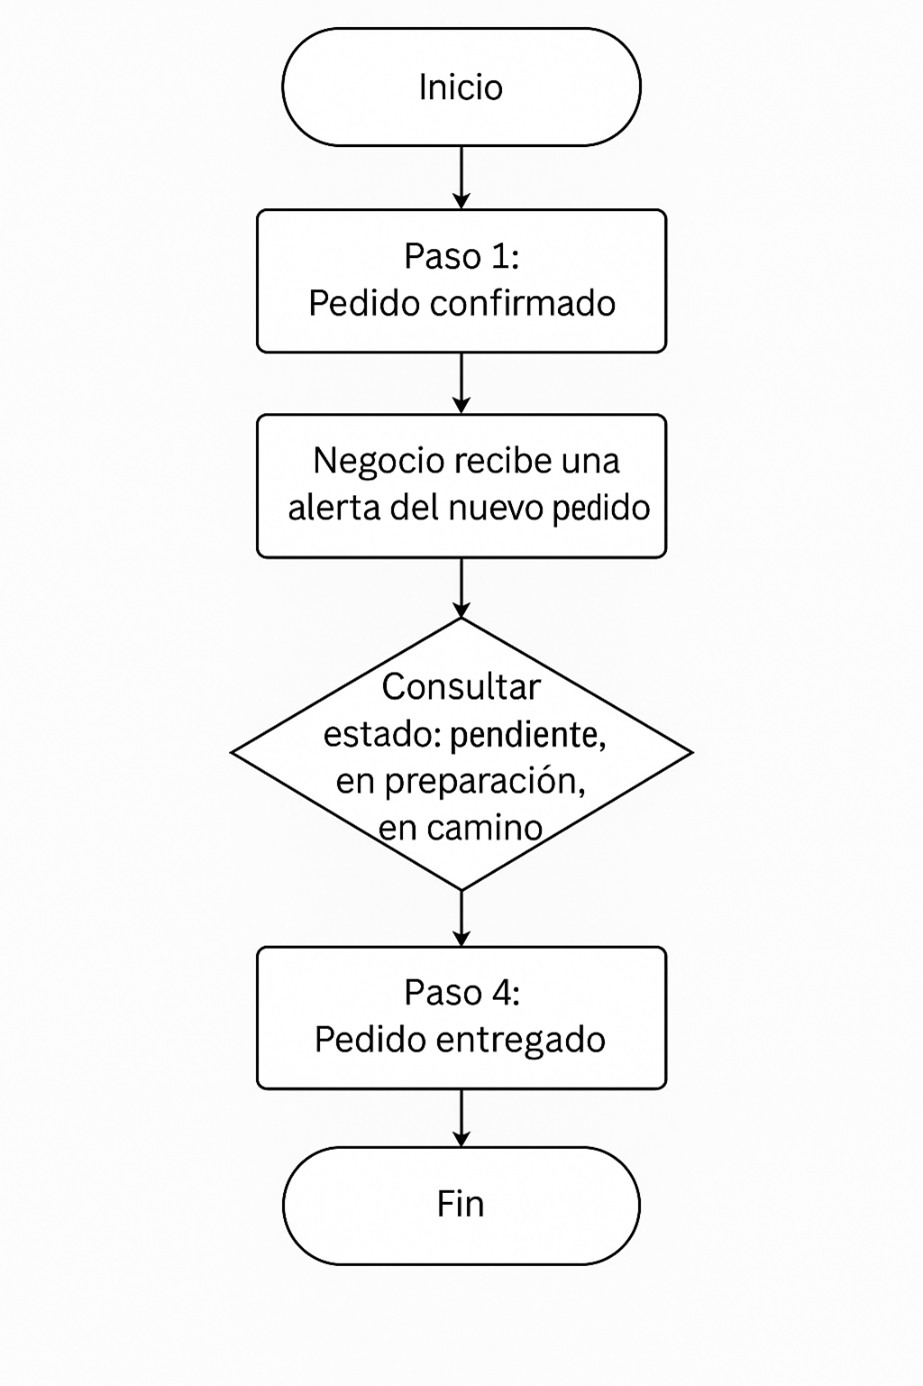 Inicio
Paso 1:
Pedido confirmado
Negocio recibe una
alerta del nuevo pedido
Consultar
estado: pendiente,
en preparación,
en camino
Paso 4:
Pedido entregado
Fin